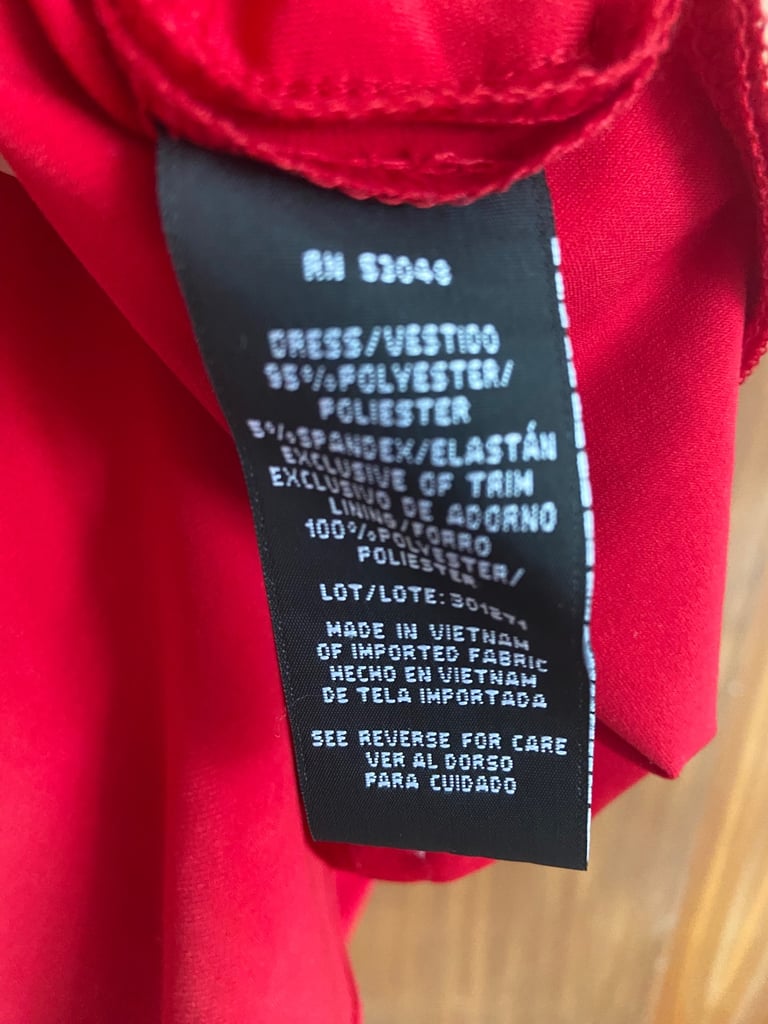 RN 53048
DRESS/VESTIDO
95%POLYESTER/
POLIESTER
5%SPANDEX/ELASTÁN
EXCLUSIVE OF TRIM
EXCLUSIVO DE ADORNO
LINING/FORRO
100%POLYESTER/
POLIESTER
LOT/LOTE:301271
MADE IN VIETNAM
OF IMPORTED FABRIC
HECHO EN VIETNAM
DE TELA IMPORTADA
SEE REVERSE FOR CARE
VER AL DORSO
PARA CUIDADO